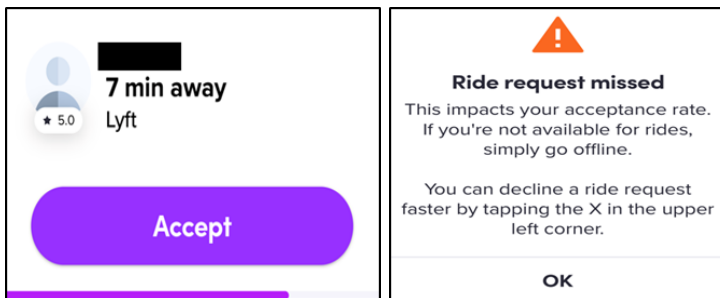 7 min away
★ 5.0
Lyft
Accept
Ride request missed
This impacts your acceptance rate.
If you're not available for rides,
simply go offline.
You can decline a ride request
faster by tapping the X in the upper
left corner.
OK